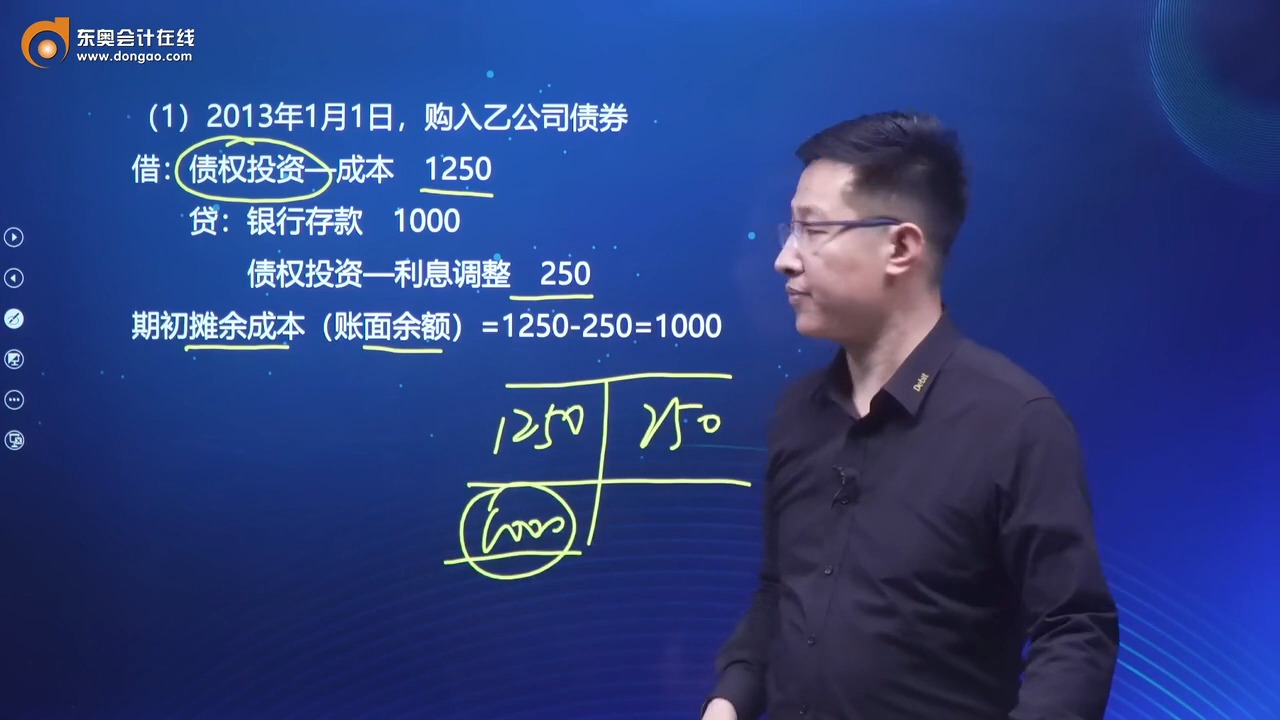 东奥会计在线
www.dongao.com
（1）2013年1月1日，购入乙公司债券
借：债权投资—成本 1250
贷：银行存款 1000
债权投资—利息调整 250
期初摊余成本（账面余额）=1250-250=1000
1250 250
1000
Debit